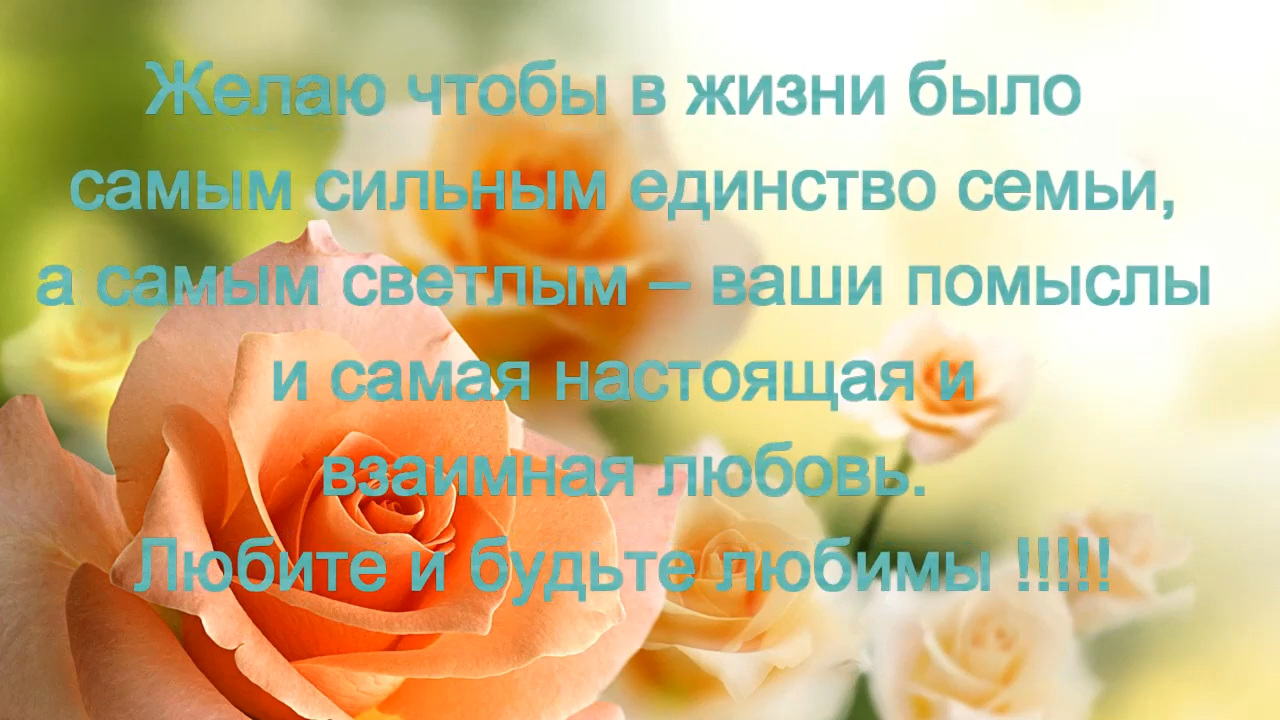 Желаю чтобы в жизни было
самым сильным единство семьи,
а самым светлым – ваши помыслы
и самая настоящая и
взаимная любовь.
Любите и будьте любимы !!!!!